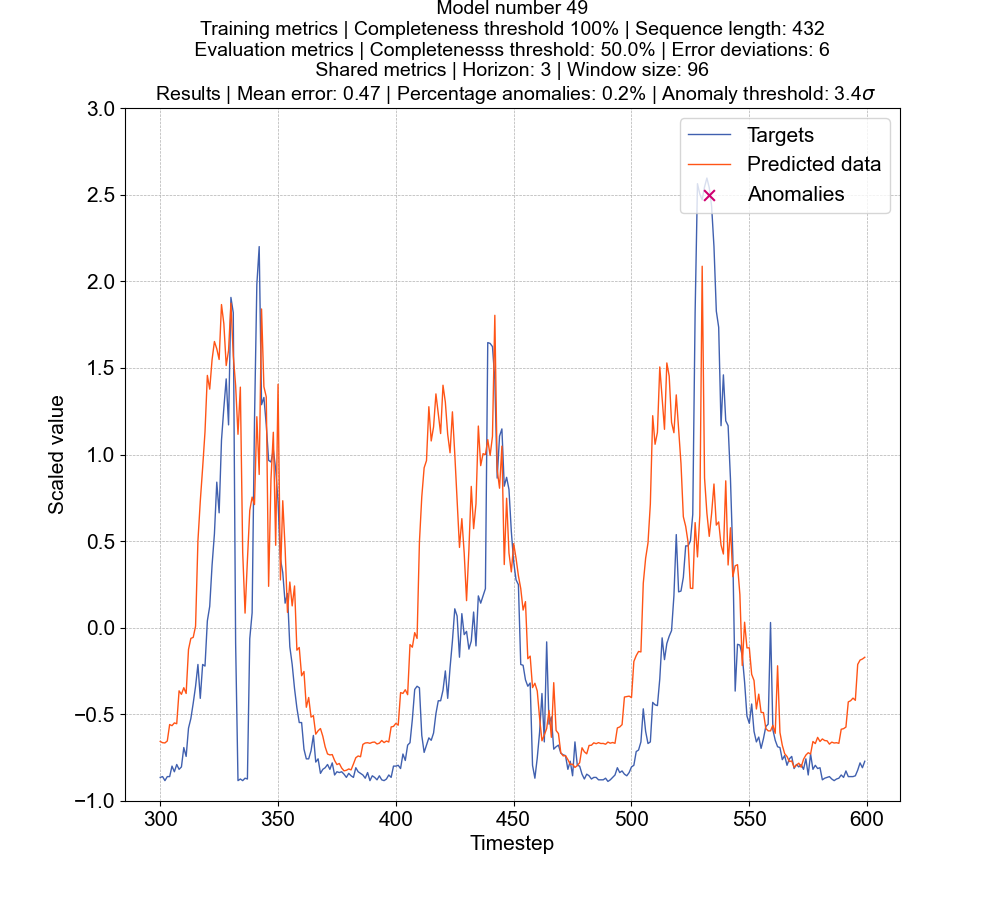 Model number 49
Training metrics | Completeness threshold 100% | Sequence length: 432
Evaluation metrics | Completenesss threshold: 50.0% | Error deviations: 6
Shared metrics | Horizon: 3 | Window size: 96
Results | Mean error: 0.47 | Percentage anomalies: 0.2% | Anomaly threshold: 3.4σ
3.0
2.5
2.0
1.5
1.0
0.5
0.0
−0.5
−1.0
Scaled value
Targets
Predicted data
Anomalies
300
350
400
450
500
550
600
Timestep